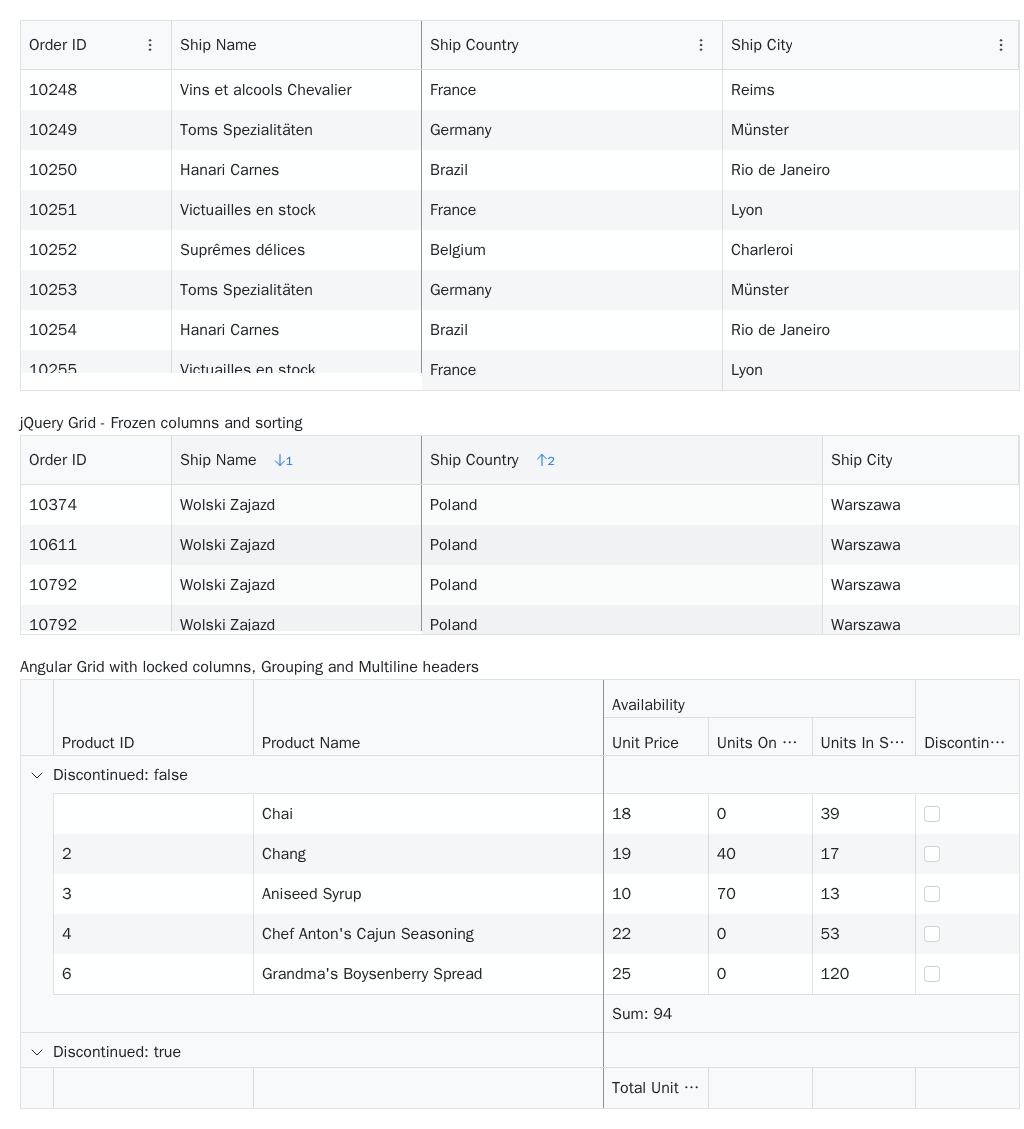 Order ID Ship Name Ship Country Ship City
10248 Vins et alcools Chevalier France Reims
10249 Toms Spezialitäten Germany Münster
10250 Hanari Carnes Brazil Rio de Janeiro
10251 Victuailles en stock France Lyon
10252 Suprêmes délices Belgium Charleroi
10253 Toms Spezialitäten Germany Münster
10254 Hanari Carnes Brazil Rio de Janeiro
10255 Victuailles en stock France Lyon
jQuery Grid - Frozen columns and sorting
Order ID Ship Name ↓1 Ship Country ↑2 Ship City
10374 Wolski Zajazd Poland Warszawa
10611 Wolski Zajazd Poland Warszawa
10792 Wolski Zajazd Poland Warszawa
10792 Wolski Zajazd Poland Warszawa
Angular Grid with locked columns, Grouping and Multiline headers
Availability
Product ID Product Name Unit Price Units On ··· Units In S··· Discontin···
Discontinued: false
Chai 18 0 39
2 Chang 19 40 17
3 Aniseed Syrup 10 70 13
4 Chef Anton's Cajun Seasoning 22 0 53
6 Grandma's Boysenberry Spread 25 0 120
Sum: 94
Discontinued: true
Total Unit ···